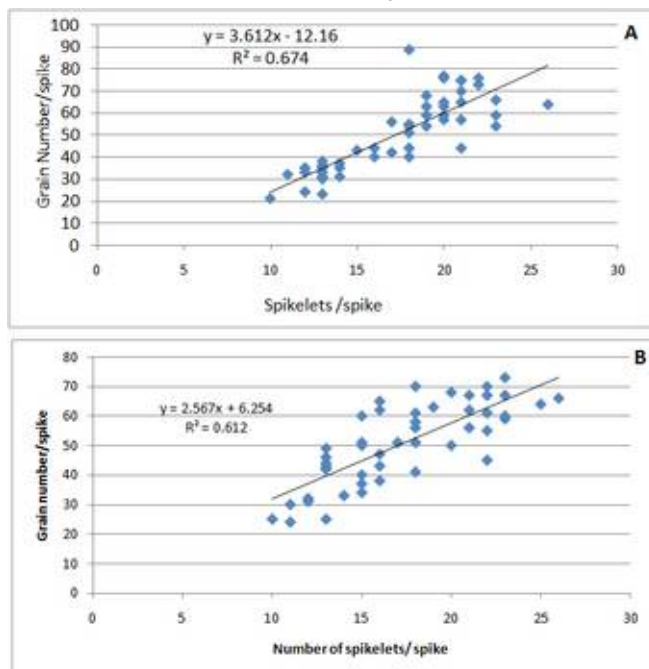 A
y = 3.612x - 12.16
R² = 0.674
Grain Number/spike
100
90
80
70
60
50
40
30
20
10
0
0 5 10 15 20 25 30
Spikelets /spike
B
y = 2.567x + 6.254
R² = 0.612
Grain number/spike
80
70
60
50
40
30
20
10
0
0 5 10 15 20 25 30
Number of spikelets/ spike